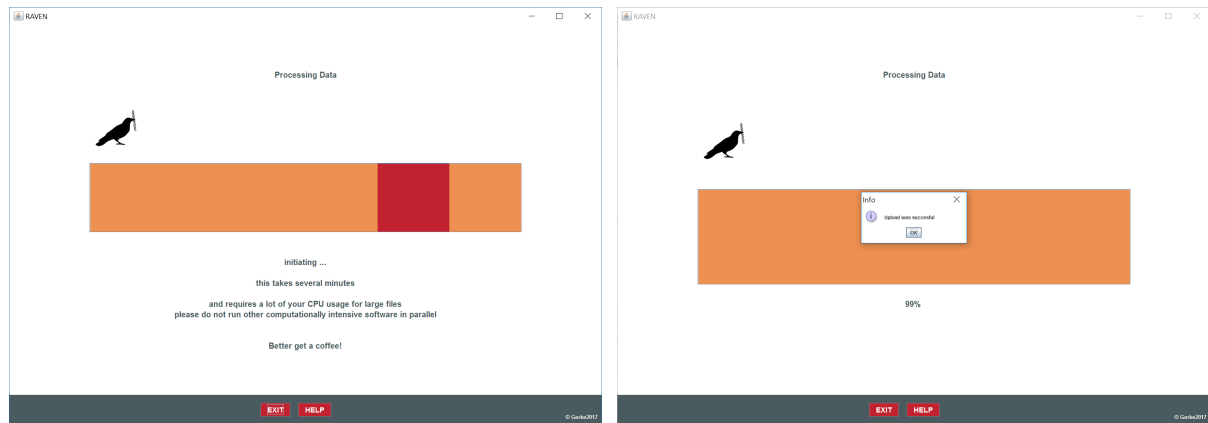 RAVEN
Processing Data
initiating ...
this takes several minutes
and requires a lot of your CPU usage for large files
please do not run other computationally intensive software in parallel
Better get a coffee!
EXIT HELP
© Gerke2017
RAVEN
Processing Data
Info
i
Upload was succesful
OK
99%
EXIT HELP
© Gerke2017